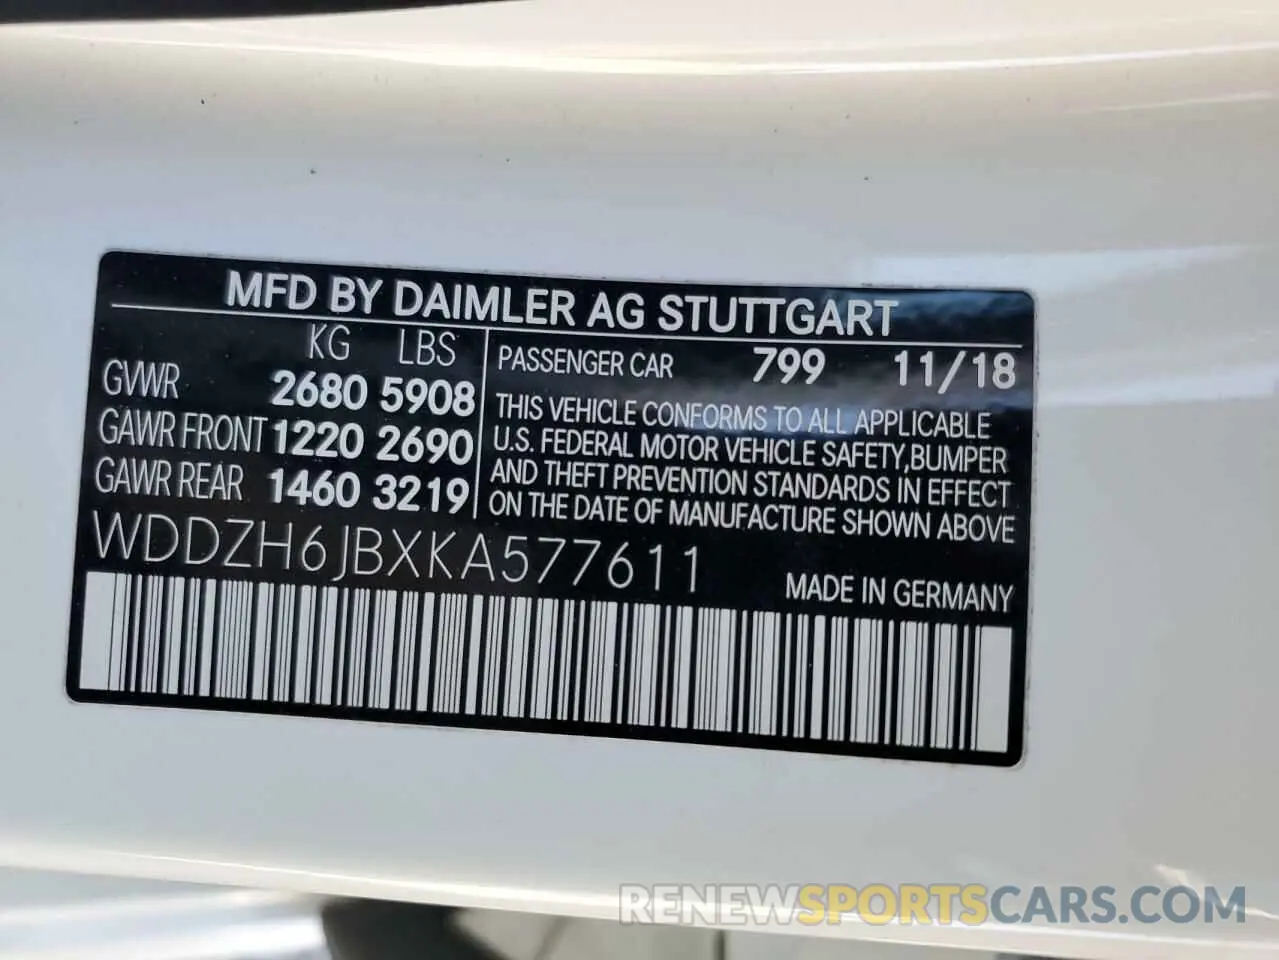 MFD BY DAIMLER AG STUTTGART
KG LBS
GVWR 2680 5908
GAWR FRONT 1220 2690
GAWR REAR 1460 3219
PASSENGER CAR 799 11/18
THIS VEHICLE CONFORMS TO ALL APPLICABLE
U.S. FEDERAL MOTOR VEHICLE SAFETY,BUMPER
AND THEFT PREVENTION STANDARDS IN EFFECT
ON THE DATE OF MANUFACTURE SHOWN ABOVE
WDDZH6JBXKA577611
MADE IN GERMANY
RENEWSPORTSCARS.COM